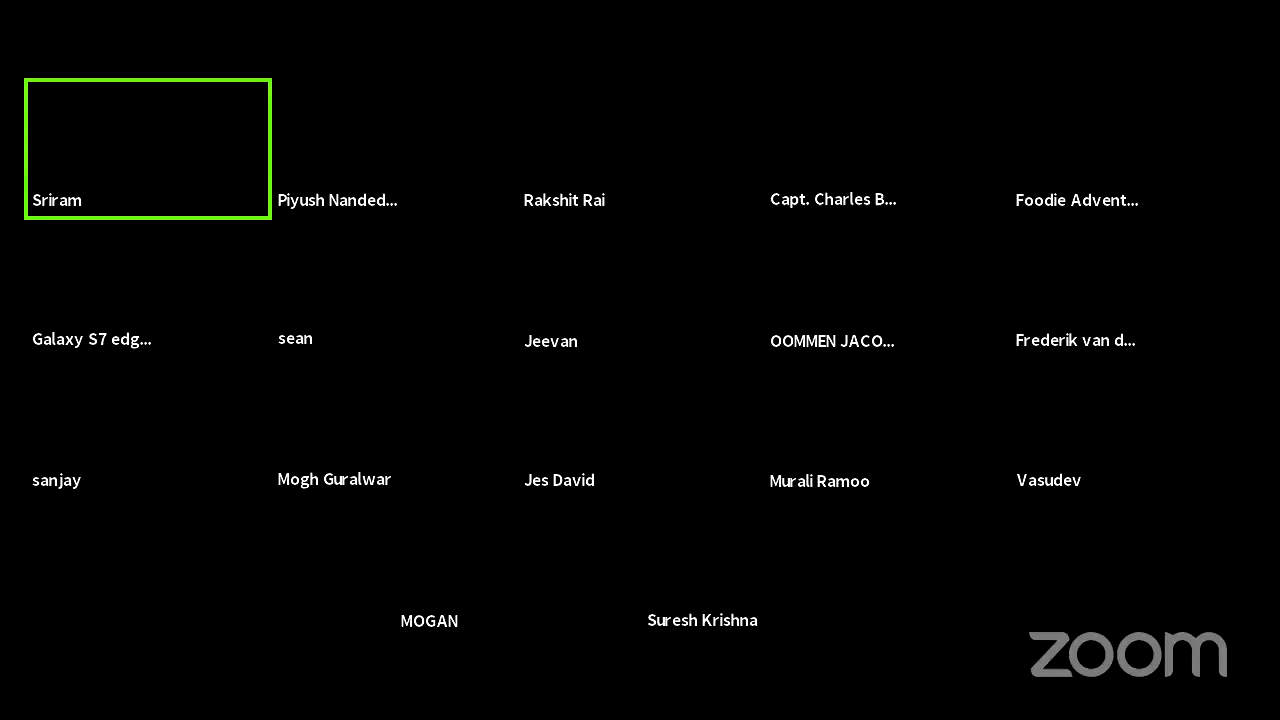 Sriram
Piyush Nanded...
Rakshit Rai
Capt. Charles B...
Foodie Advent...
Galaxy S7 edg...
sean
Jeevan
OOMMEN JACO...
Frederik van d...
sanjay
Mogh Guralwar
Jes David
Murali Ramoo
Vasudev
MOGAN
Suresh Krishna
zoom